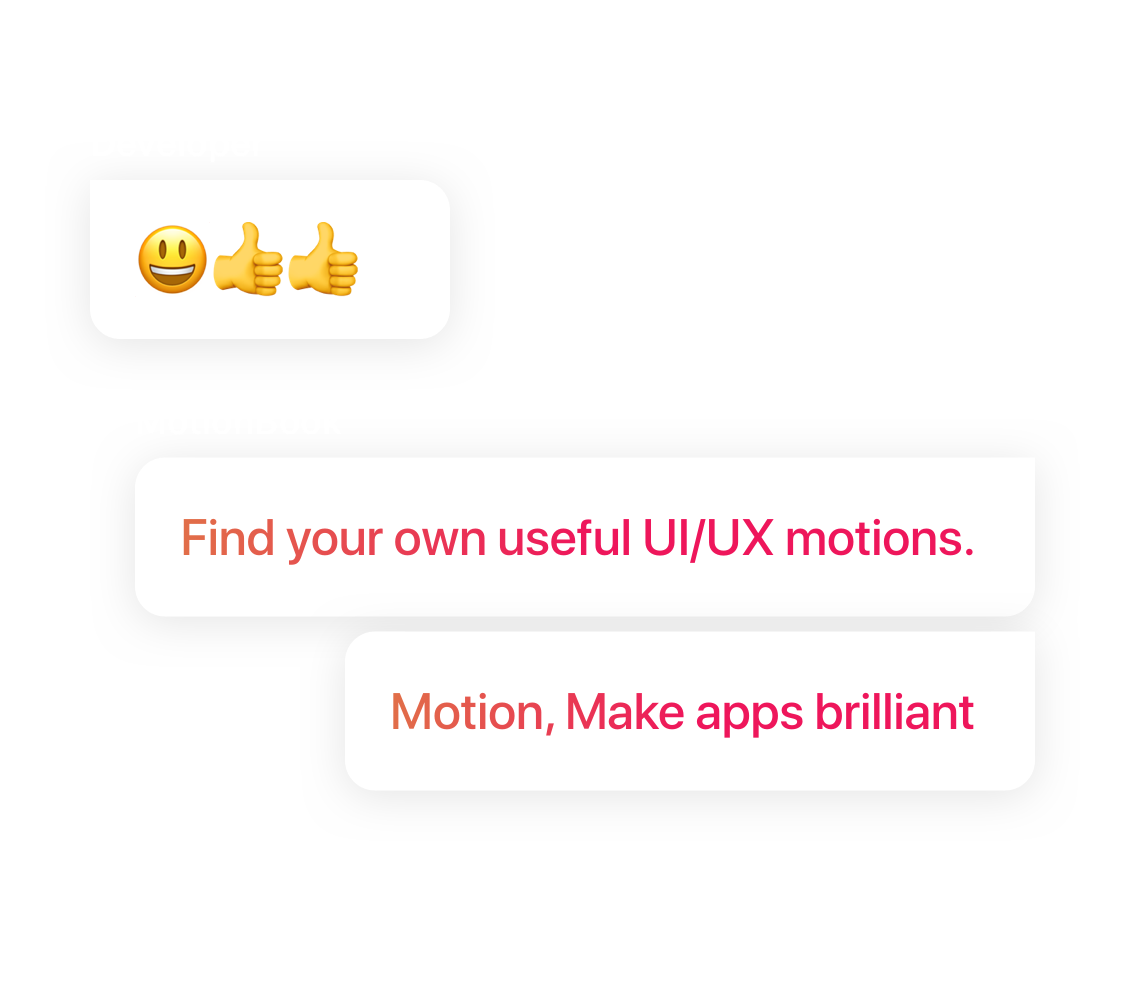 😃👍👍
Find your own useful UI/UX motions.
Motion, Make apps brilliant